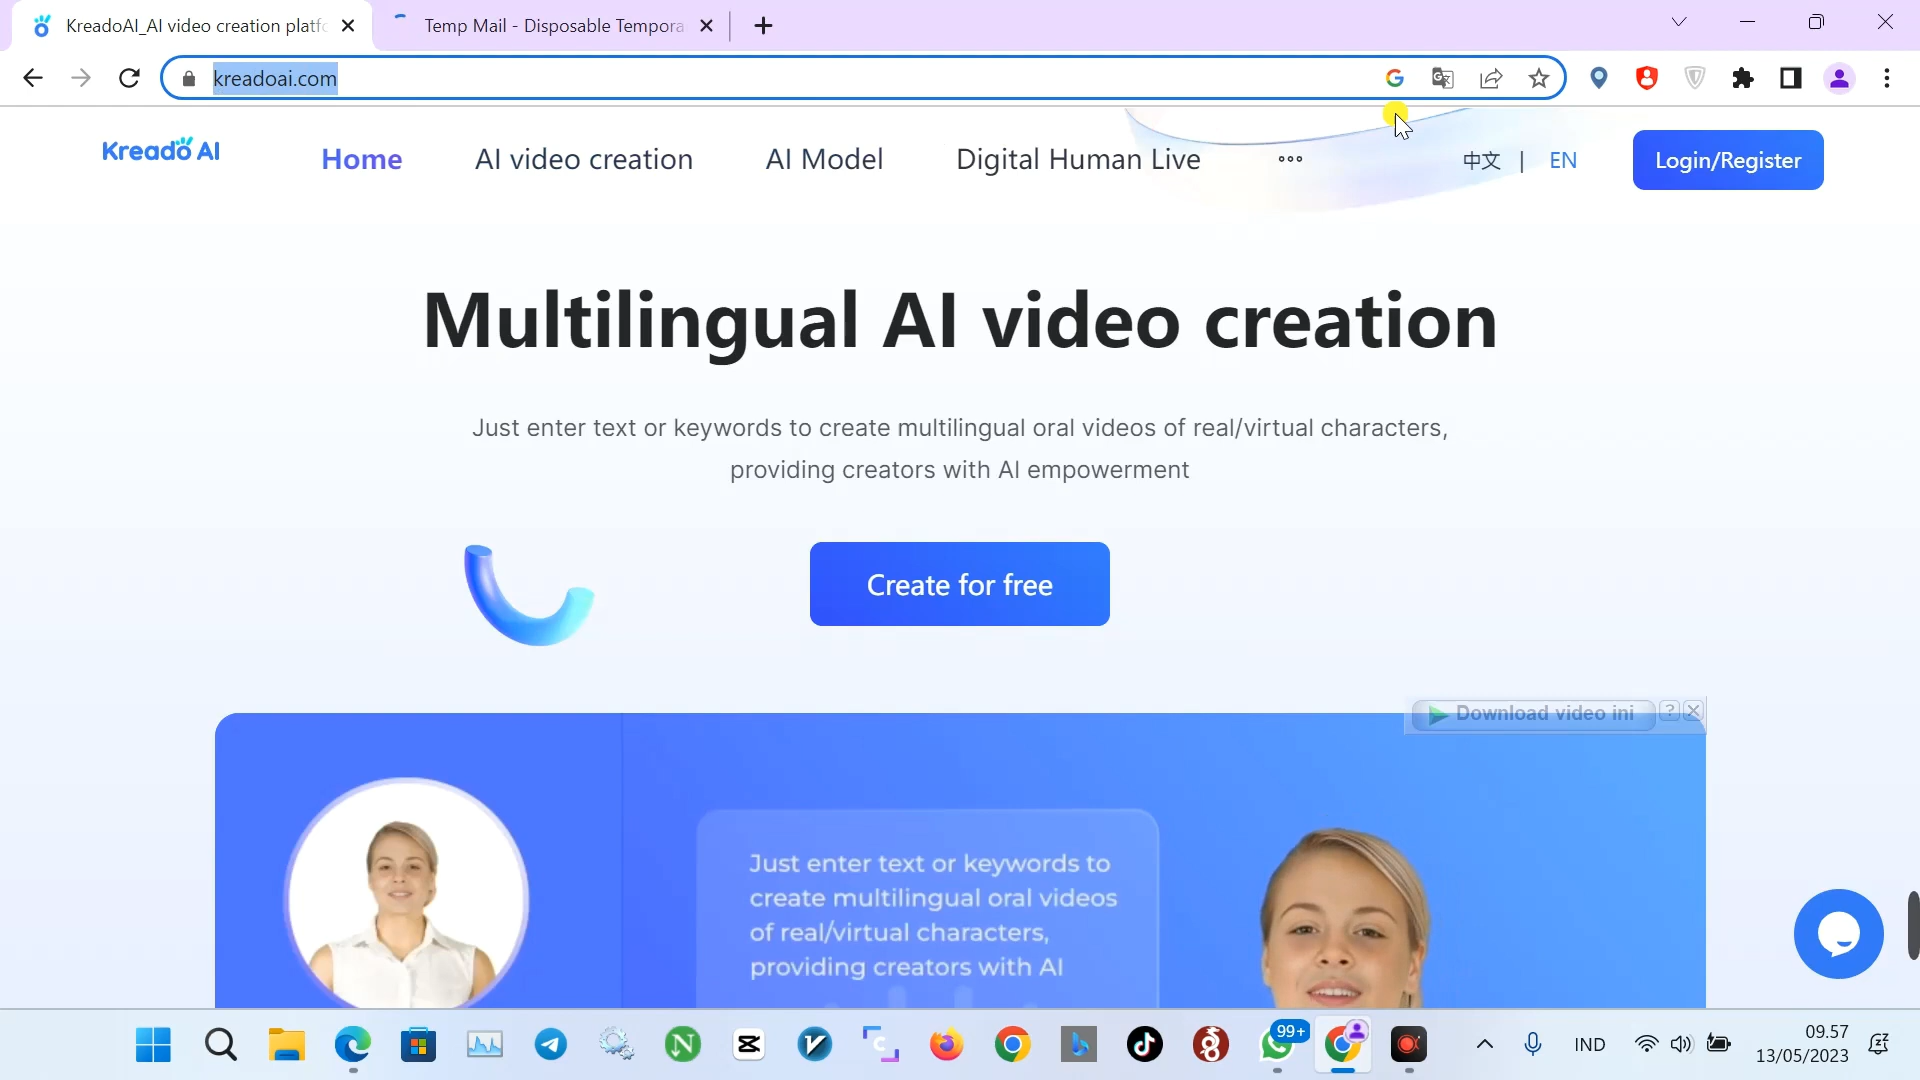 KreadoAI_AI video creation platfo
Temp Mail - Disposable Tempora
kreadoai.com
Kreado AI
Home
AI video creation
AI Model
Digital Human Live
中文 | EN
Login/Register
Multilingual AI video creation
Just enter text or keywords to create multilingual oral videos of real/virtual characters,
providing creators with AI empowerment
Create for free
Download video ini
?
Just enter text or keywords to
create multilingual oral videos
of real/virtual characters,
providing creators with AI
99+
IND
09.57
13/05/2023